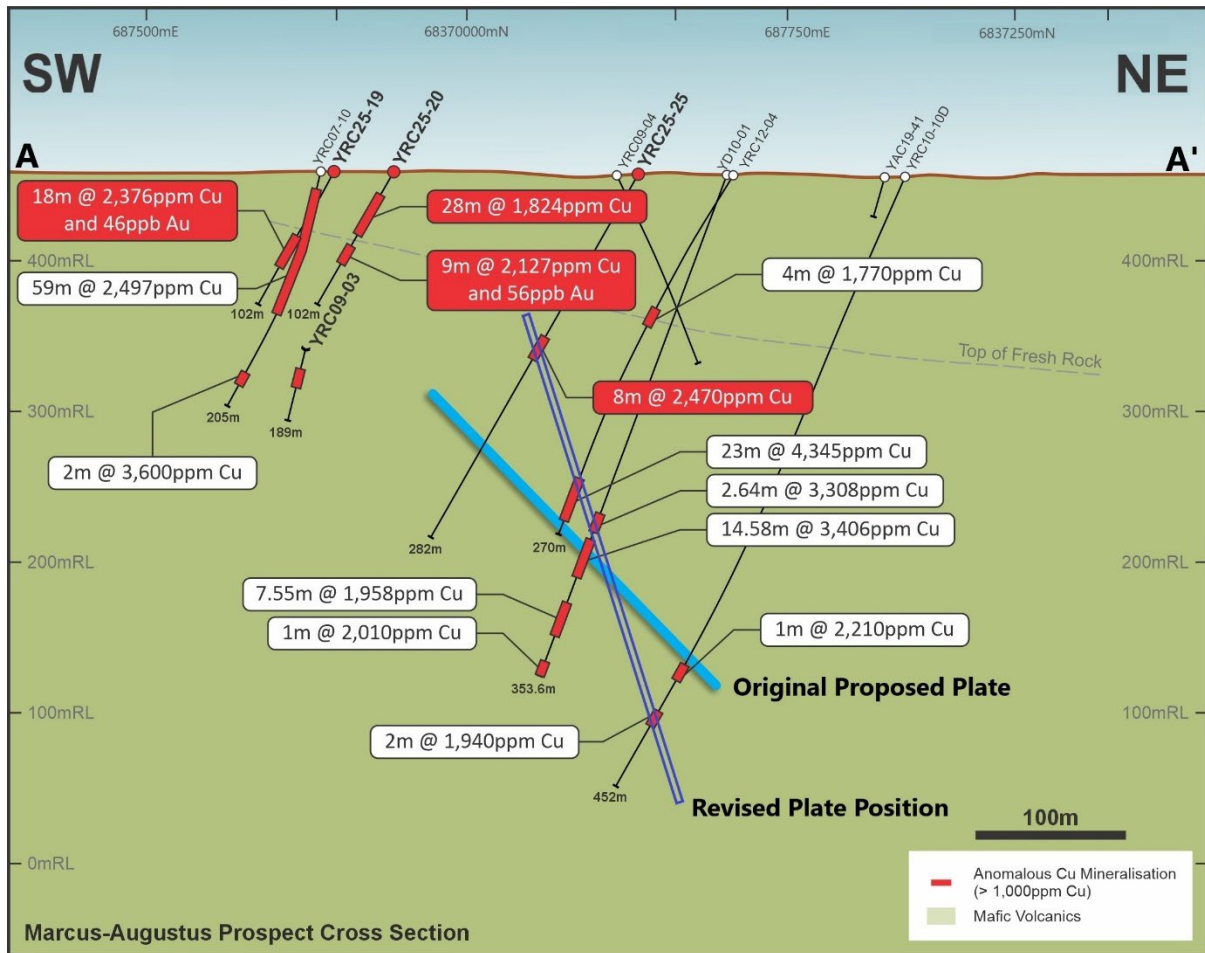 687500mE
68370000mN
687750mE
6837250mN
SW
NE
A
A'
YRC07-10
YRC25-19
YRC25-20
YRC09-04
YRC25-25
YD10-01
YRC12-04
YAC19-41
YRC10-10D
18m @ 2,376ppm Cu
and 46ppb Au
28m @ 1,824ppm Cu
400mRL
9m @ 2,127ppm Cu
and 56ppb Au
4m @ 1,770ppm Cu
400mRL
59m @ 2,497ppm Cu
102m
102m
YRC09-03
Top of Fresh Rock
300mRL
205m
189m
8m @ 2,470ppm Cu
300mRL
2m @ 3,600ppm Cu
23m @ 4,345ppm Cu
2.64m @ 3,308ppm Cu
14.58m @ 3,406ppm Cu
282m
270m
200mRL
200mRL
7.55m @ 1,958ppm Cu
1m @ 2,010ppm Cu
1m @ 2,210ppm Cu
353.6m
Original Proposed Plate
100mRL
100mRL
2m @ 1,940ppm Cu
452m
Revised Plate Position
100m
0mRL
Anomalous Cu Mineralisation
(> 1,000ppm Cu)
Mafic Volcanics
Marcus-Augustus Prospect Cross Section